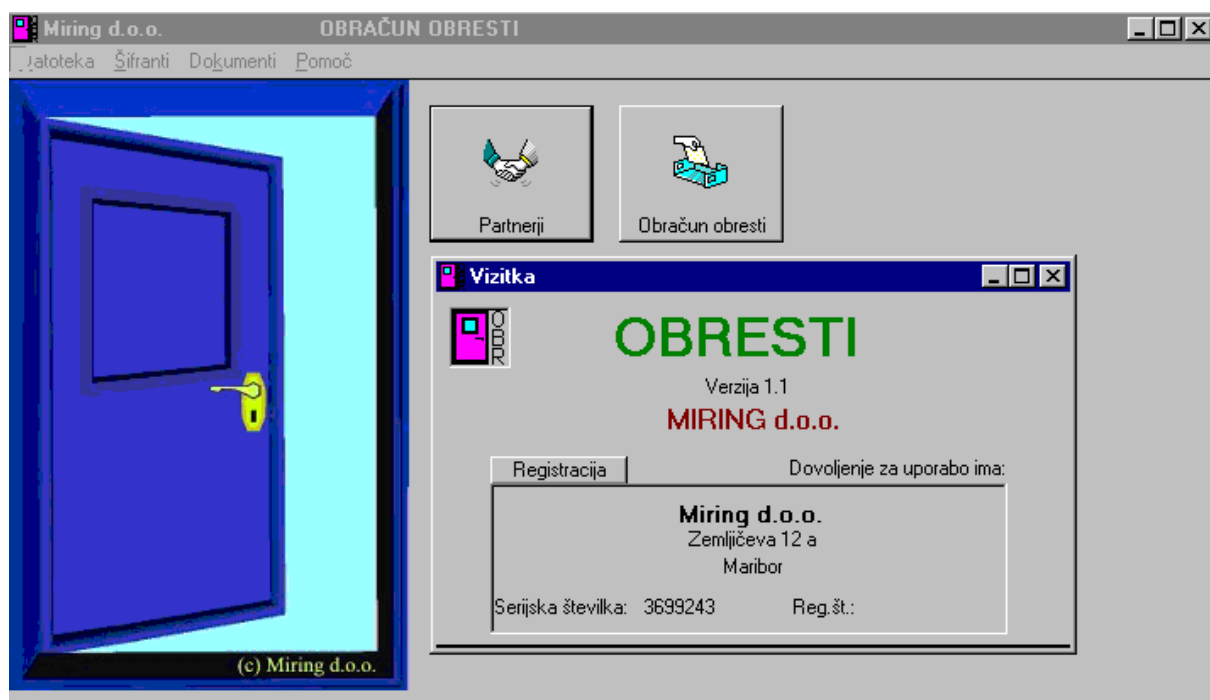 Miring d.o.o. OBRAČUN OBRESTI
Datoteka Šifranti Dokumenti Pomoč
Partnerji Obračun obresti
Vizitka
OBR
OBRESTI
Verzija 1.1
MIRING d.o.o.
Registracija Dovoljenje za uporabo ima:
Miring d.o.o.
Zemljičeva 12 a
Maribor
Serijska številka: 3699243 Reg.št.:
(c) Miring d.o.o.